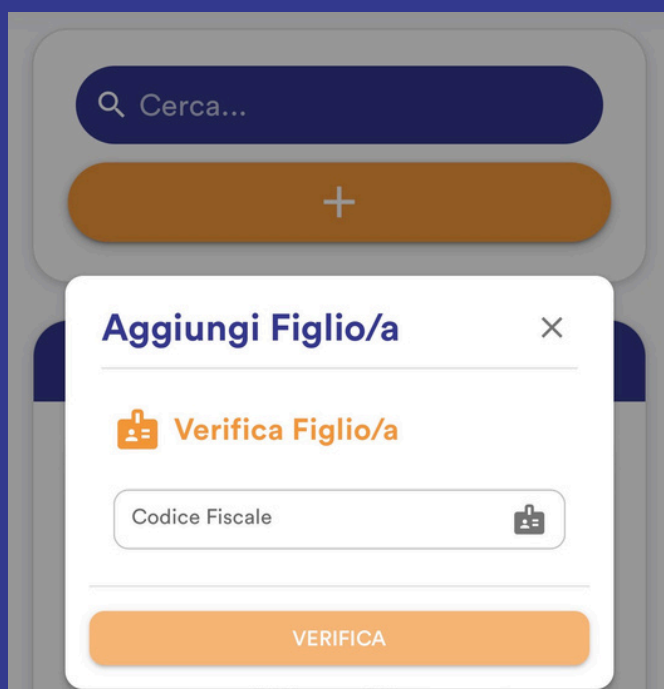 Cerca...
+
Aggiungi Figlio/a
Verifica Figlio/a
Codice Fiscale
VERIFICA